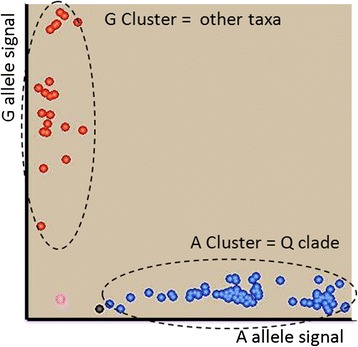 G Cluster = other taxa
G allele signal
A Cluster = Q clade
A allele signal